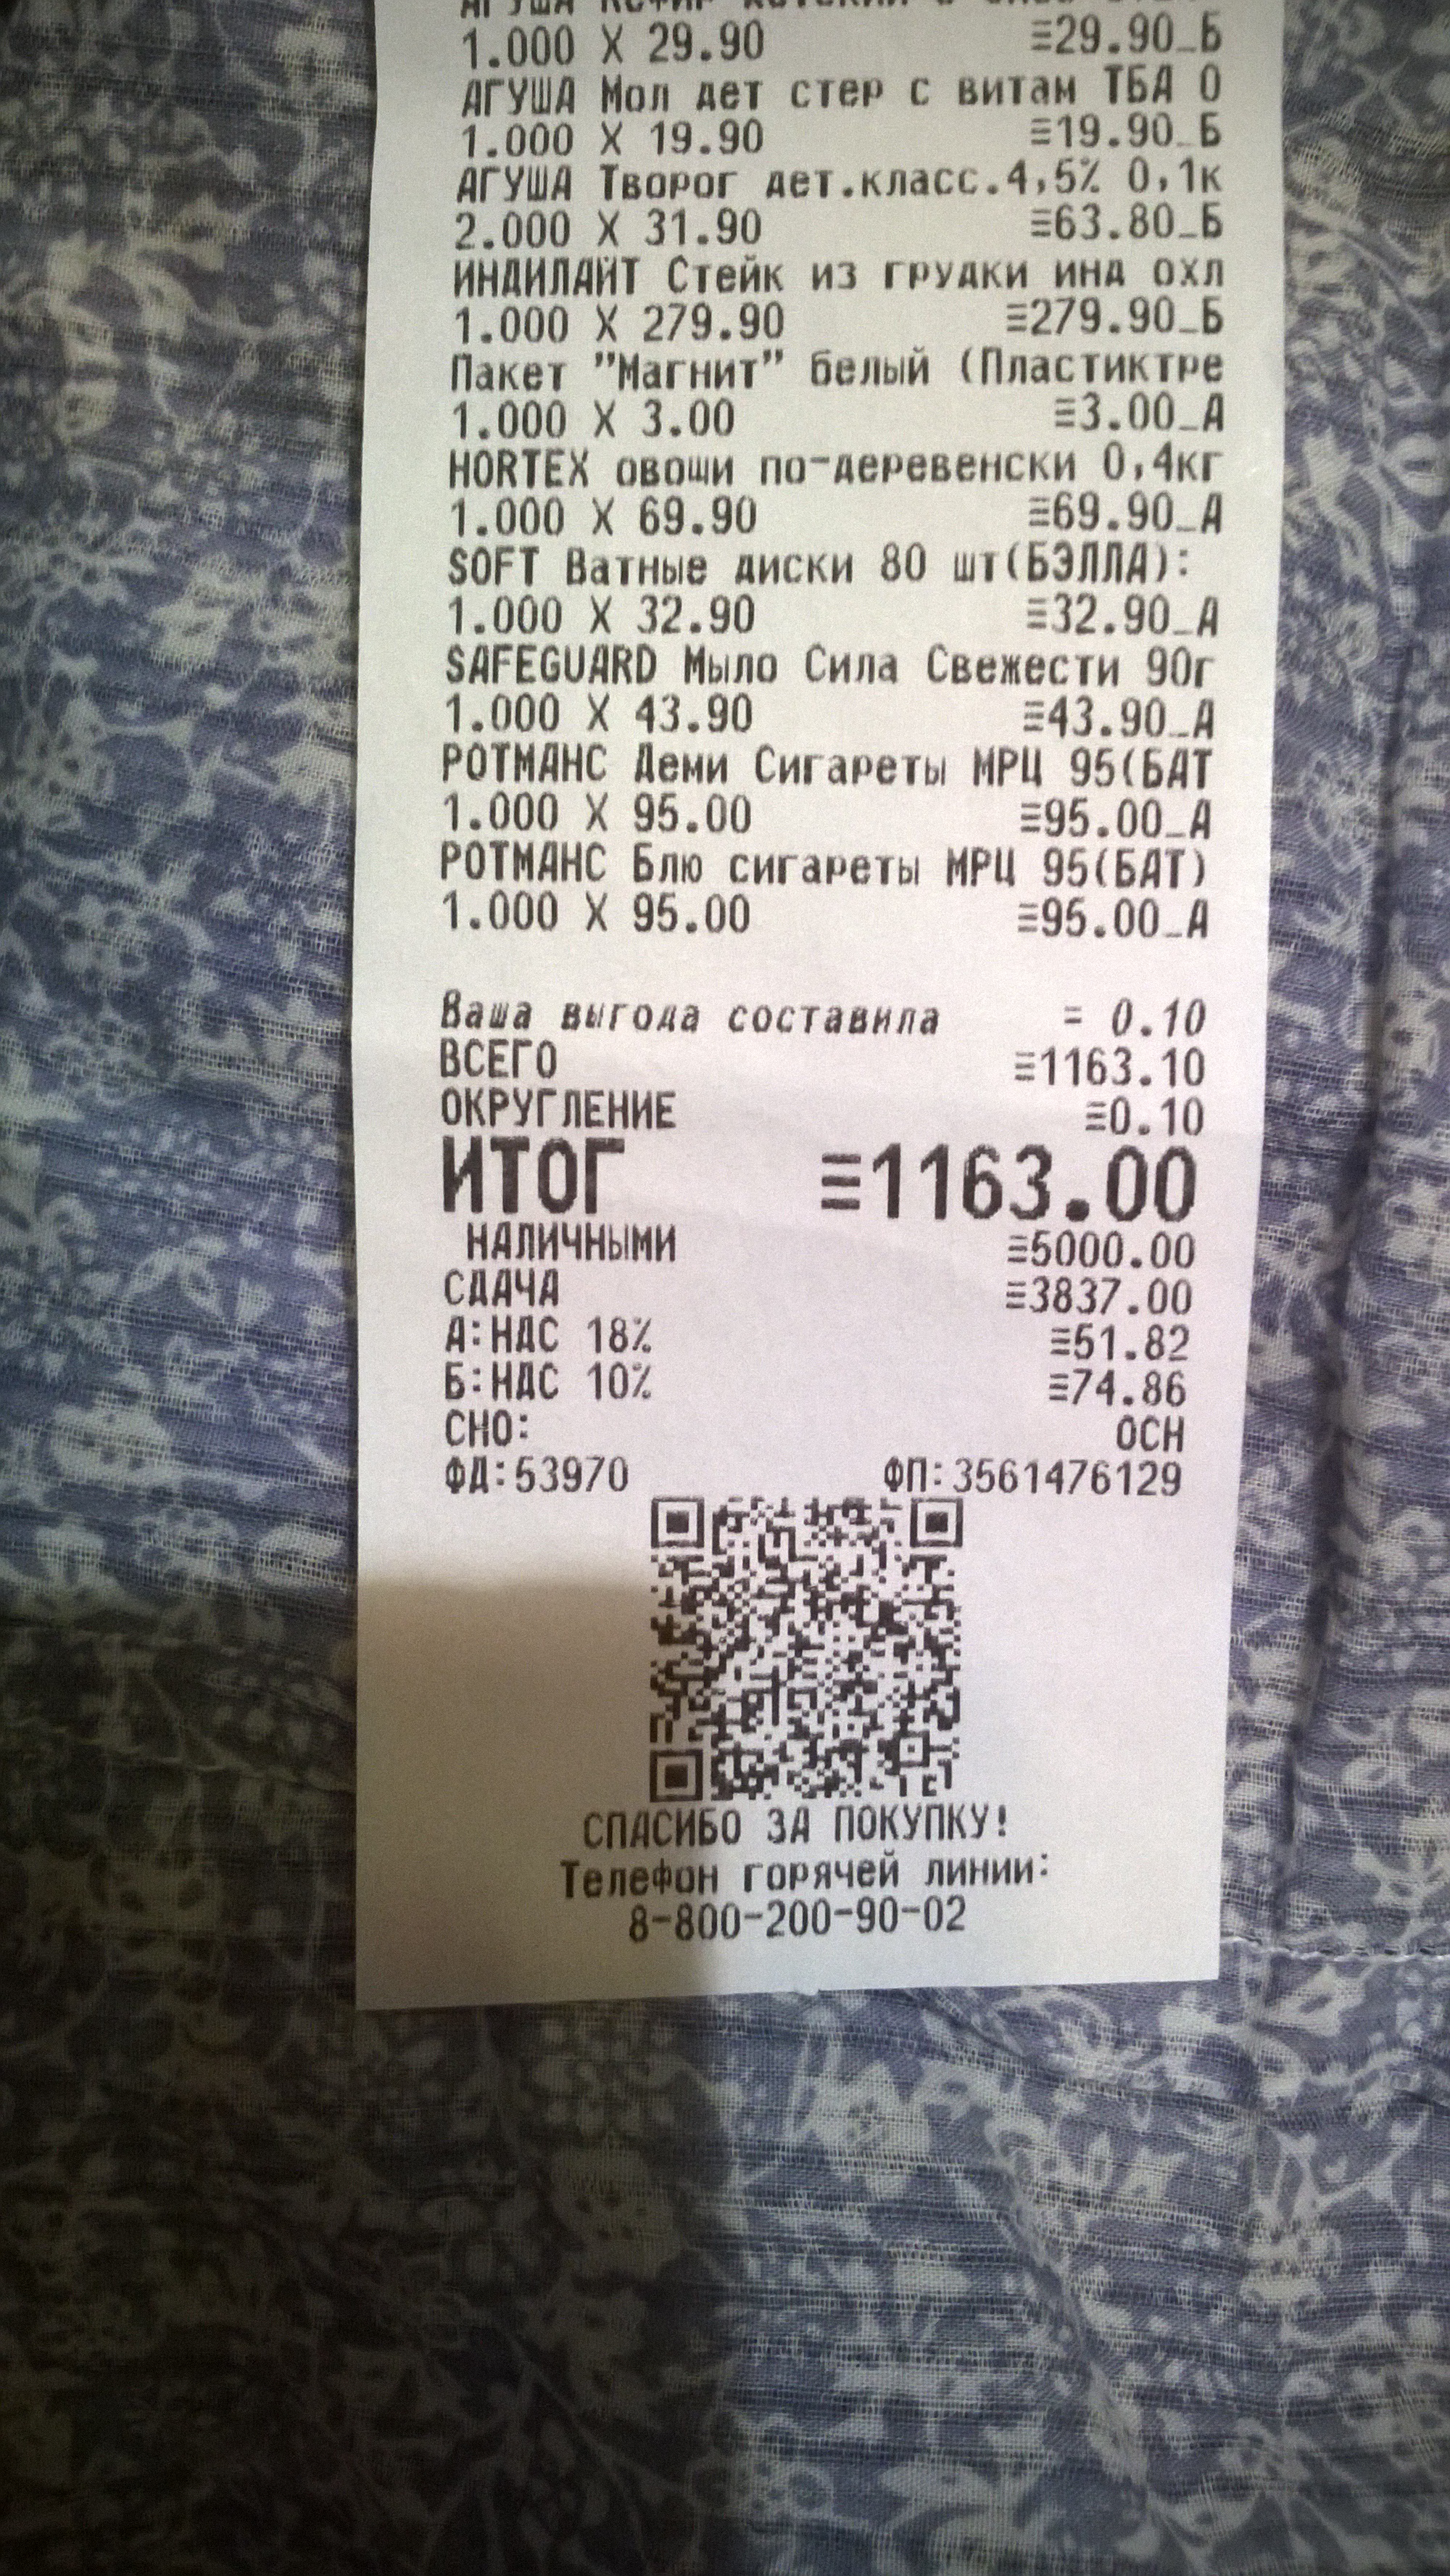 АГУША Кефир детский
1.000 X 29.90 ≡29.90_Б
АГУША Мол дет стер с витам ТБА 0
1.000 X 19.90 ≡19.90_Б
АГУША Творог дет.класс.4,5% 0,1к
2.000 X 31.90 ≡63.80_Б
ИНДИЛАЙТ Стейк из грудки инд охл
1.000 X 279.90 ≡279.90_Б
Пакет "Магнит" белый (Пластиктре
1.000 X 3.00 ≡3.00_А
HORTEX овощи по-деревенски 0,4кг
1.000 X 69.90 ≡69.90_А
SOFT Ватные диски 80 шт(БЭЛЛА):
1.000 X 32.90 ≡32.90_А
SAFEGUARD Мыло Сила Свежести 90г
1.000 X 43.90 ≡43.90_А
РОТМАНС Деми Сигареты МРЦ 95(БАТ
1.000 X 95.00 ≡95.00_А
РОТМАНС Блю сигареты МРЦ 95(БАТ)
1.000 X 95.00 ≡95.00_А
Ваша выгода составила = 0.10
ВСЕГО ≡1163.10
ОКРУГЛЕНИЕ ≡0.10
ИТОГ ≡1163.00
НАЛИЧНЫМИ ≡5000.00
СДАЧА ≡3837.00
А:НДС 18% ≡51.82
Б:НДС 10% ≡74.86
СНО: ОСН
ФД:53970 ФП:3561476129
СПАСИБО ЗА ПОКУПКУ!
Телефон горячей линии:
8-800-200-90-02